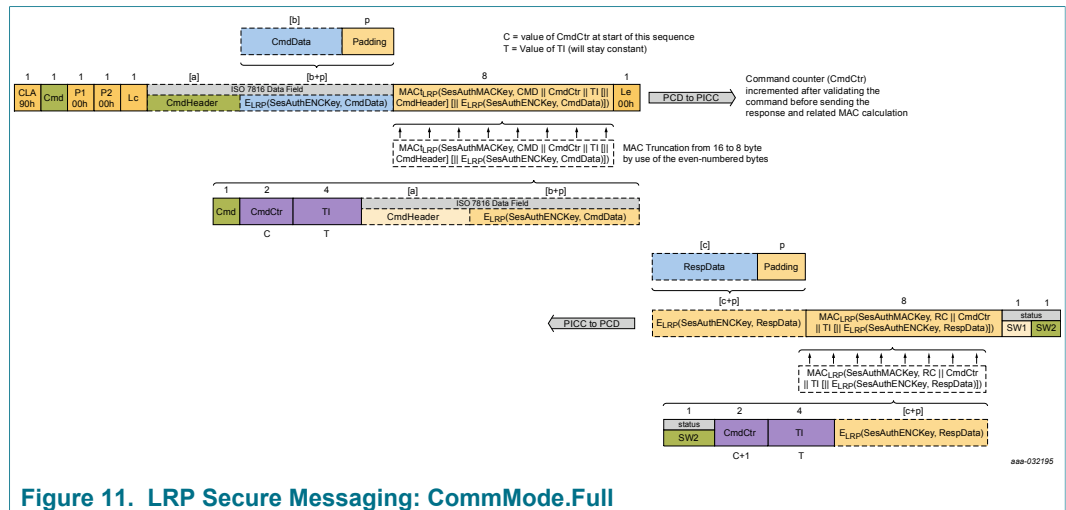 [b] p
CmdData Padding
C = value of CmdCtr at start of this sequence
T = Value of TI (will stay constant)
1 1 1 1 1 [a] [b+p] 8 1
CLA 90h Cmd P1 00h P2 00h Lc
ISO 7816 Data Field
CmdHeader ELRP(SesAuthENCKey, CmdData)
MACtLRP(SesAuthMACKey, CMD || CmdCtr || TI [||
CmdHeader] [|| ELRP(SesAuthENCKey, CmdData)])
Le
00h
PCD to PICC
Command counter (CmdCtr)
incremented after validating the
command before sending the
response and related MAC calculation
MACtLRP(SesAuthMACKey, CMD || CmdCtr || TI [||
CmdHeader] [|| ELRP(SesAuthENCKey, CmdData)])
MAC Truncation from 16 to 8 byte
by use of the even-numbered bytes
1 2 4 [a] [b+p]
Cmd CmdCtr TI
ISO 7816 Data Field
CmdHeader ELRP(SesAuthENCKey, CmdData)
C T
[c] p
RespData Padding
[c+p] 8 1 1
PICC to PCD
ELRP(SesAuthENCKey, RespData)
MACLRP(SesAuthMACKey, RC || CmdCtr
|| TI [|| ELRP(SesAuthENCKey, RespData)])
status
SW1 SW2
MACLRP(SesAuthMACKey, RC || CmdCtr
|| TI [|| ELRP(SesAuthENCKey, RespData)])
1 2 4 [c+p]
status
SW2 CmdCtr TI ELRP(SesAuthENCKey, RespData)
C+1 T
aaa-032195
Figure 11. LRP Secure Messaging: CommMode.Full